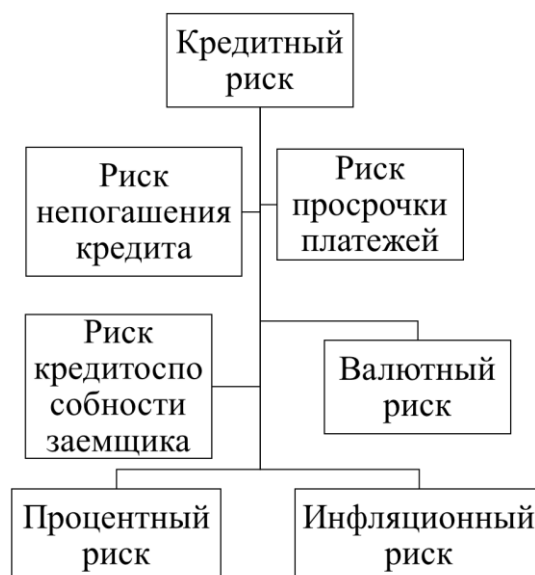 Кредитный
риск
Риск
непогашения
кредита
Риск
просрочки
платежей
Риск
кредитоспо
собности
заемщика
Валютный
риск
Процентный
риск
Инфляционный
риск